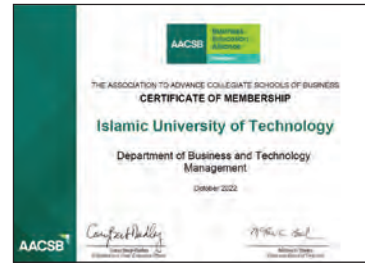 AACSB
Business
Education
Alliance
THE ASSOCIATION TO ADVANCE COLLEGIATE SCHOOLS OF BUSINESS
CERTIFICATE OF MEMBERSHIP
Islamic University of Technology
Department of Business and Technology
Management
October 2022
AACSB